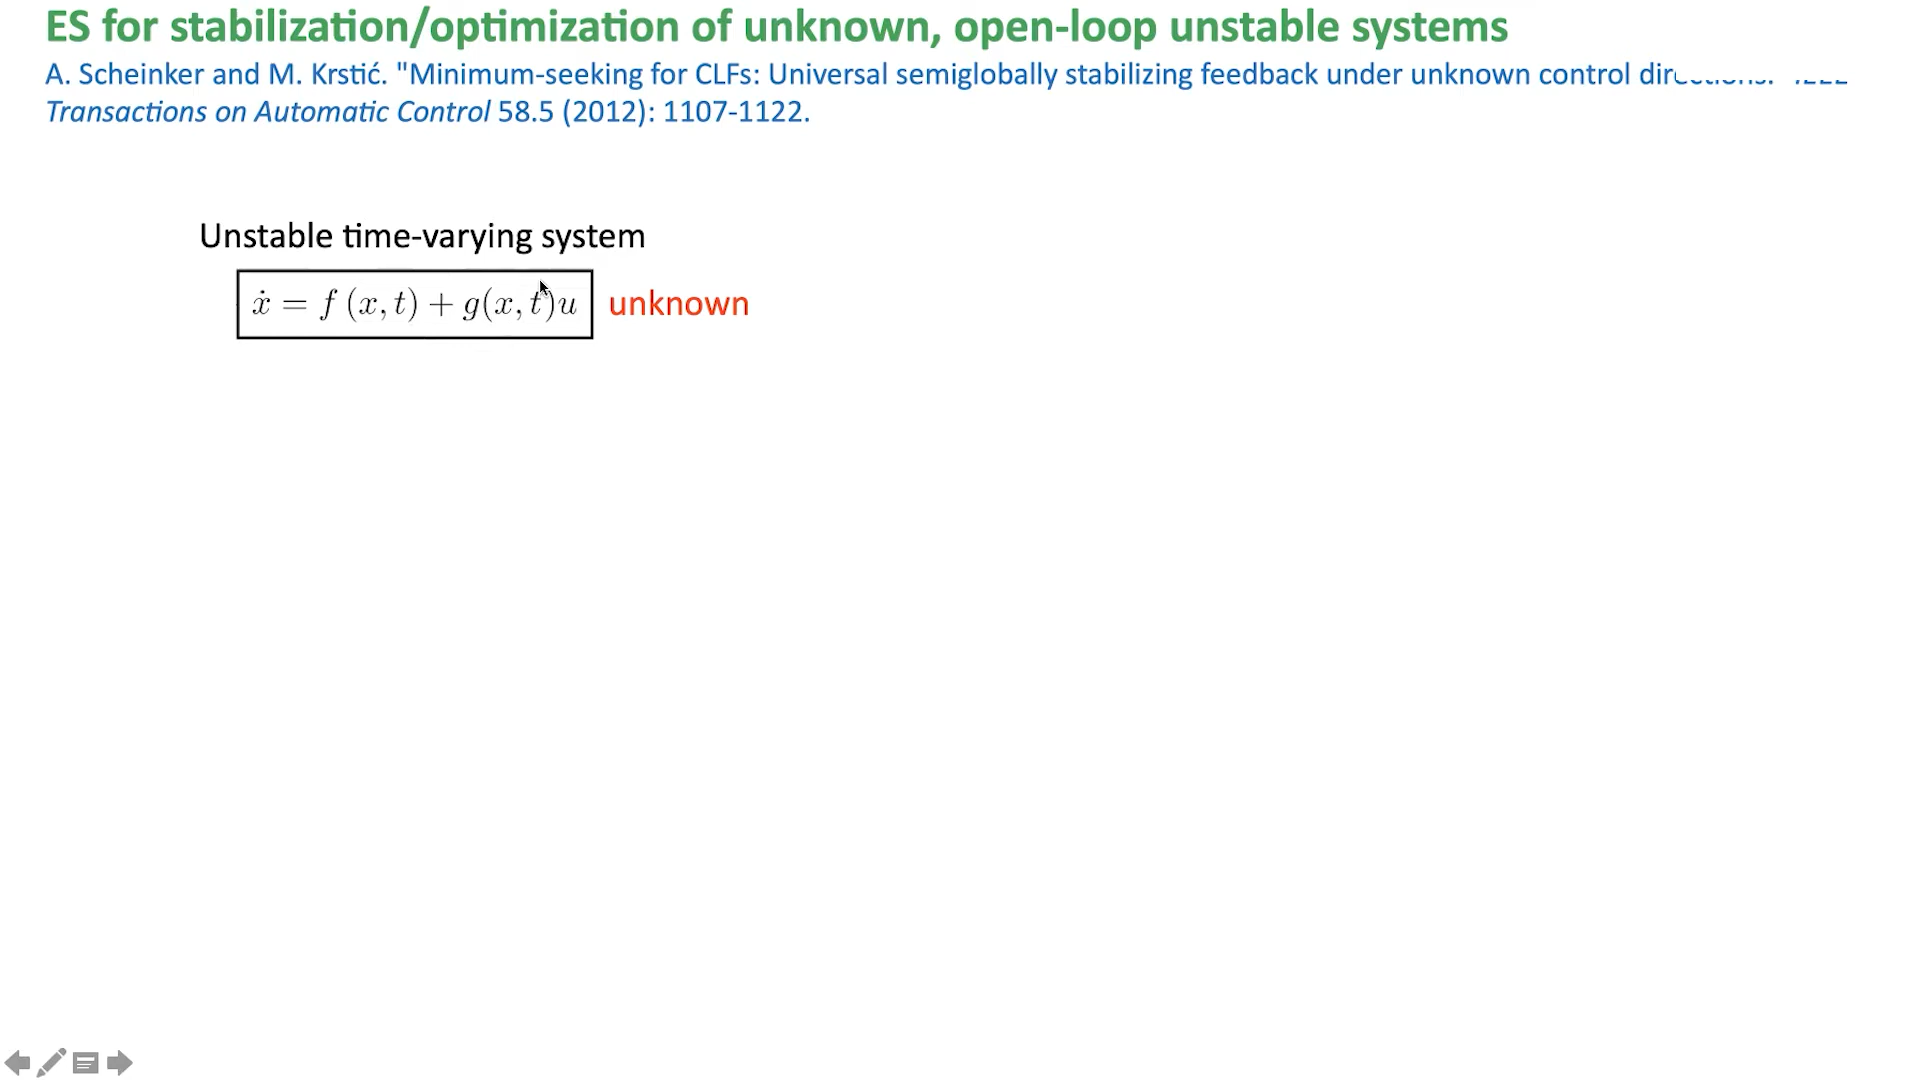 ES for stabilization/optimization of unknown, open-loop unstable systems
A. Scheinker and M. Krstić. "Minimum-seeking for CLFs: Universal semiglobally stabilizing feedback under unknown control
Transactions on Automatic Control 58.5 (2012): 1107-1122.
Unstable time-varying system
ẋ = f (x, t) + g(x, t)u unknown